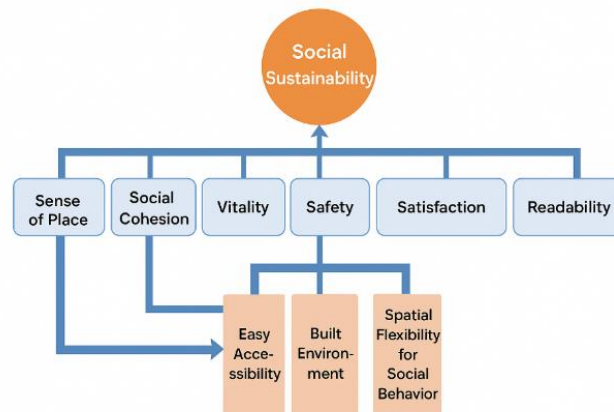 Social
Sustainability
Sense
of Place
Social
Cohesion
Vitality
Safety
Satisfaction
Readability
Easy
Acce-
ssibility
Built
Environ-
ment
Spatial
Flexibility
for
Social
Behavior